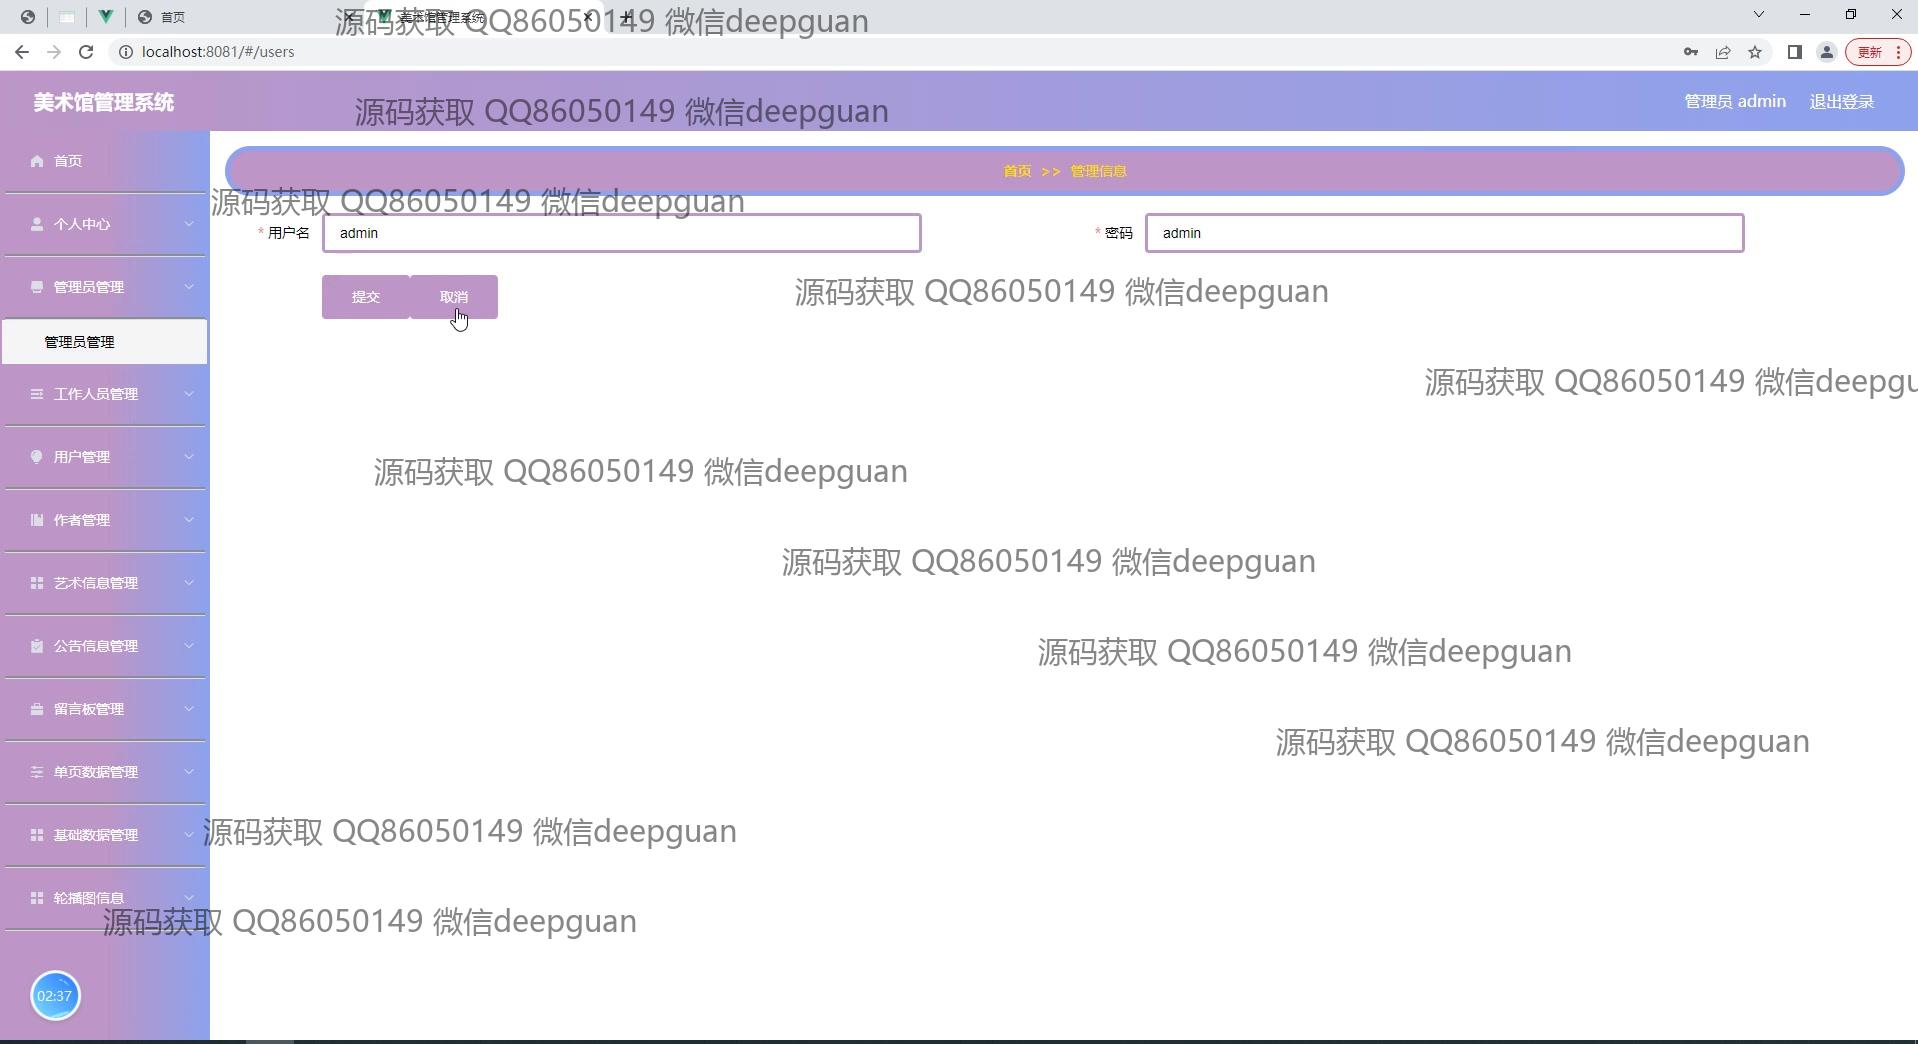 首页
美术馆管理系统
源码获取 QQ86050149 微信deepguan
localhost:8081/#/users
更新
美术馆管理系统
源码获取 QQ86050149 微信deepguan
管理员 admin
退出登录
首页
首页 >> 管理信息
源码获取 QQ86050149 微信deepguan
个人中心
* 用户名
admin
* 密码
admin
管理员管理
提交
取消
源码获取 QQ86050149 微信deepguan
管理员管理
源码获取 QQ86050149 微信deepgu
工作人员管理
用户管理
源码获取 QQ86050149 微信deepguan
作者管理
源码获取 QQ86050149 微信deepguan
艺术信息管理
公告信息管理
源码获取 QQ86050149 微信deepguan
留言板管理
源码获取 QQ86050149 微信deepguan
单页数据管理
基础数据管理
源码获取 QQ86050149 微信deepguan
轮播图信息
源码获取 QQ86050149 微信deepguan
02:37